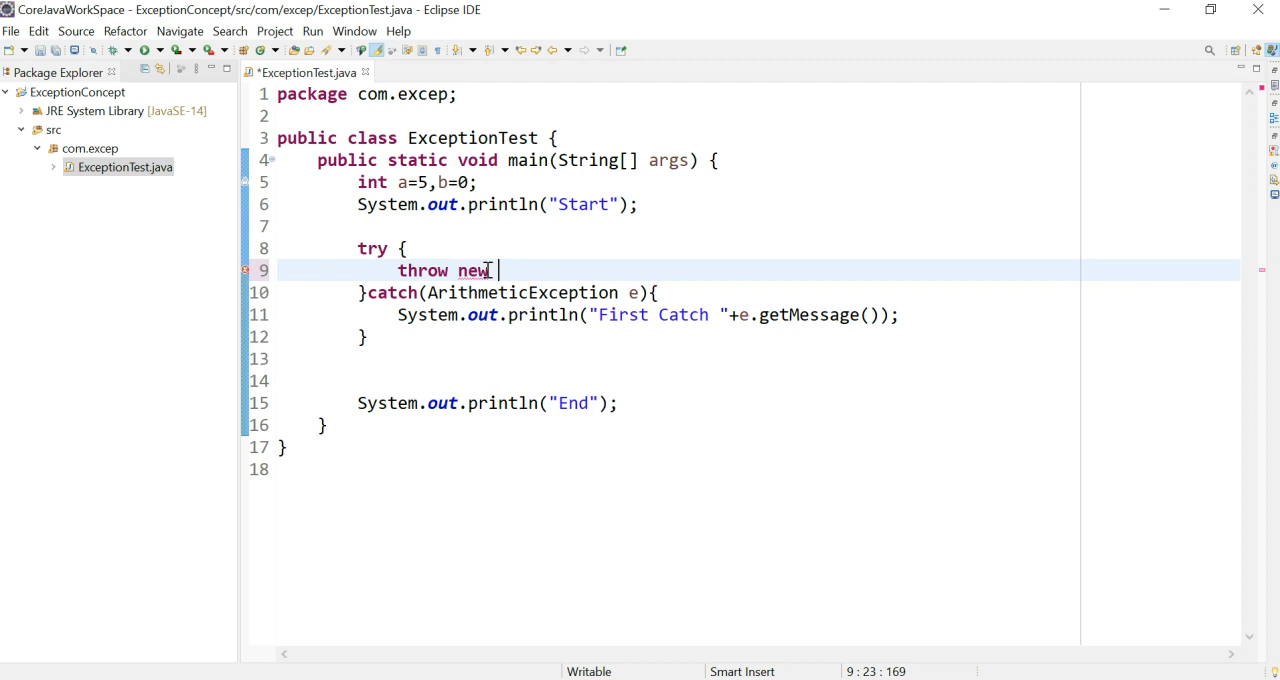 CoreJavaWorkSpace - ExceptionConcept/src/com/excep/ExceptionTest.java - Eclipse IDE
File Edit Source Refactor Navigate Search Project Run Window Help
Package Explorer
*ExceptionTest.java
ExceptionConcept
JRE System Library [JavaSE-14]
src
com.excep
ExceptionTest.java
1 package com.excep;
2
3 public class ExceptionTest {
4 public static void main(String[] args) {
5 int a=5,b=0;
6 System.out.println("Start");
7
8 try {
9 throw new
10 }catch(ArithmeticException e){
11 System.out.println("First Catch "+e.getMessage());
12 }
13
14
15 System.out.println("End");
16 }
17 }
18
Writable Smart Insert 9 : 23 : 169